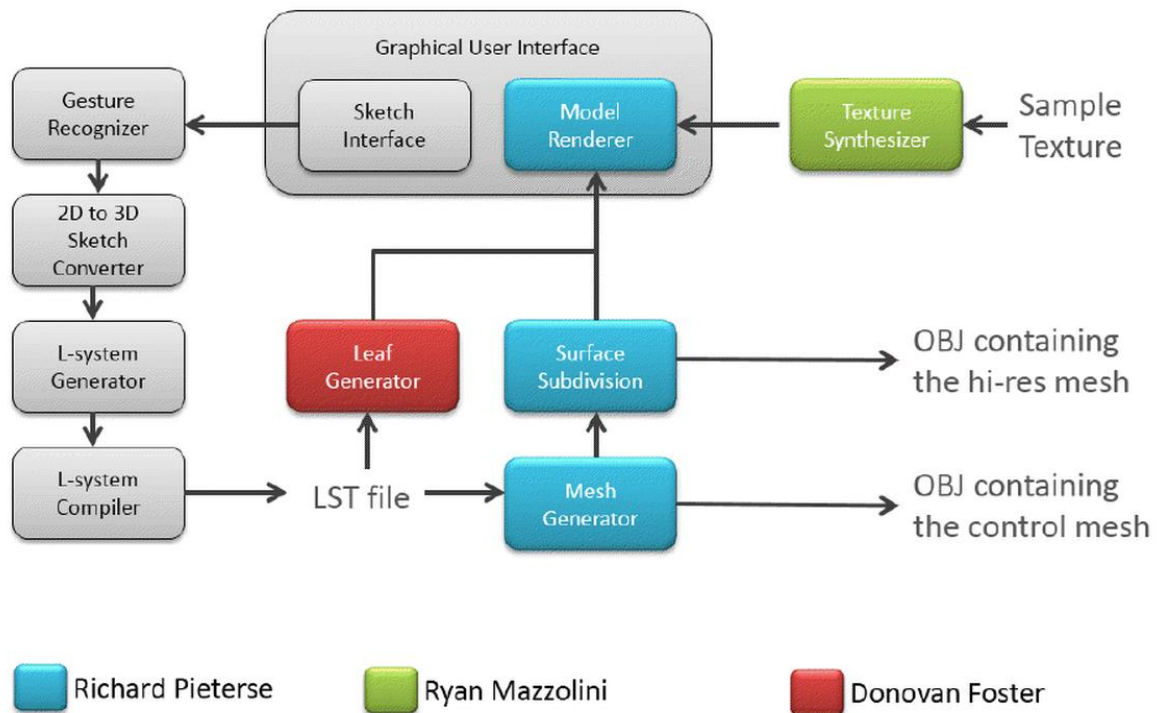 Graphical User Interface
Gesture
Recognizer
Sketch
Interface
Model
Renderer
Texture
Synthesizer
Sample
Texture
2D to 3D
Sketch
Converter
L-system
Generator
Leaf
Generator
Surface
Subdivision
OBJ containing
the hi-res mesh
L-system
Compiler
LST file
Mesh
Generator
OBJ containing
the control mesh
Richard Pieterse
Ryan Mazzolini
Donovan Foster